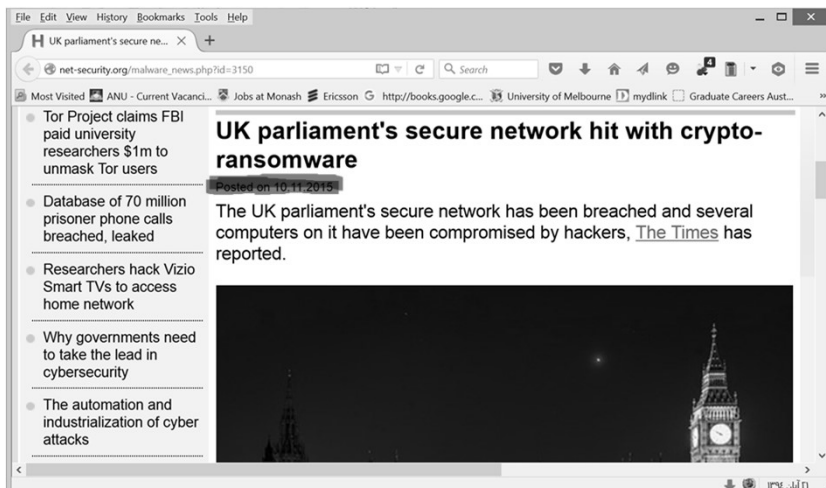 File Edit View History Bookmarks Tools Help
UK parliament's secure ne...
net-security.org/malware_news.php?id=3150
Search
4
Most Visited ANU - Current Vacanci... Jobs at Monash Ericsson http://books.google.c... University of Melbourne mydlink Graduate Careers Aust...
Tor Project claims FBI
paid university
researchers $1m to
unmask Tor users
Database of 70 million
prisoner phone calls
breached, leaked
Researchers hack Vizio
Smart TVs to access
home network
Why governments need
to take the lead in
cybersecurity
The automation and
industrialization of cyber
attacks
UK parliament's secure network hit with crypto-
ransomware
Posted on 10.11.2015
The UK parliament's secure network has been breached and several
computers on it have been compromised by hackers, The Times has
reported.